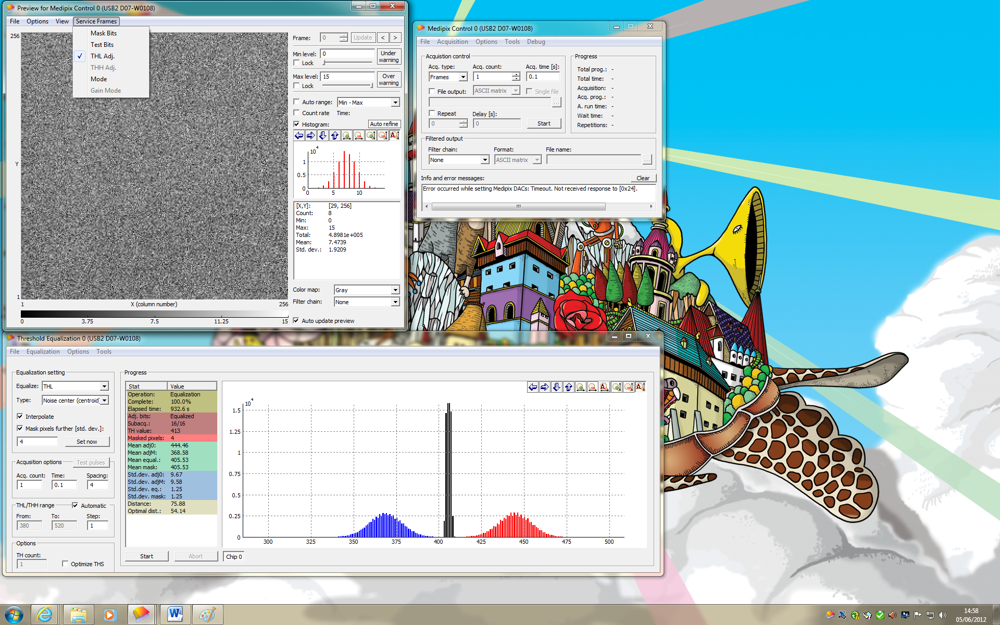 Preview for Medipix Control 0 (USB2 D07-W0108)
File Options View Service Frames
Mask Bits
Test Bits
THL Adj.
THH Adj.
Mode
Gain Mode
256
Y
1
1 X (column number) 256
0 3.75 7.5 11.25 15
Frame: 0 Update < >
Min level: 0 Under warning
Lock
Max level: 15 Over warning
Lock
Auto range: Min - Max
Count rate Time:
Histogram: Auto refine
10^4
1
0.5
0
0 5 10
[X,Y]: [29, 256]
Count: 8
Min: 0
Max: 15
Total: 4.8981e+005
Mean: 7.4739
Std. dev.: 1.9209
Color map: Gray
Filter chain: None
Auto update preview
Medipix Control 0 (USB2 D07-W0108)
File Acquisition Options Tools Debug
Acquistion control
Acq. type: Acq. count: Acq. time [s]:
Frames 1 0.1
File output: ASCII matrix Single file
...
Repeat Delay [s]:
0 0 Start
Progress
Total prog.: -
Total time: -
Acquisition: -
Acq. prog.: -
A. run time: -
Wait time: -
Repetitions: -
Filtered output
Filter chain: Format: File name:
None ASCII matrix ...
Info and error messages: Clear
Error occurred while setting Medipix DACs: Timeout. Not received response to [0x24].
Threshold Equalization 0 (USB2 D07-W0108)
File Equalization Options Tools
Equalization setting
Equalize: THL
Type: Noise center (centroid)
Interpolate
Mask pixels further [std. dev.]:
4 Set now
Acqusition options Test pulses
Acq. count: Time: Spacing:
1 0.1 4
THL/THH range Automatic
From: To: Step:
380 520 1
Options
TH count:
1 Optimize THS
Progress
Stat Value
Operation: Equalization
Complete: 100.0%
Elapsed time: 932.6 s
Adj. bits: Equalized
Subacq.: 16/16
TH value: 413
Masked pixels: 4
Mean adj0: 444.46
Mean adjM: 368.58
Mean equal.: 405.53
Mean mask: 405.53
Std.dev. adj0: 9.67
Std.dev. adjM: 9.58
Std.dev. eq.: 1.25
Std.dev. mask: 1.25
Distance: 75.88
Optimal dist.: 54.14
10^4
1.5
1.25
1
0.75
0.5
0.25
0
300 325 350 375 400 425 450 475 500
Start Abort Chip 0
14:58
05/06/2012